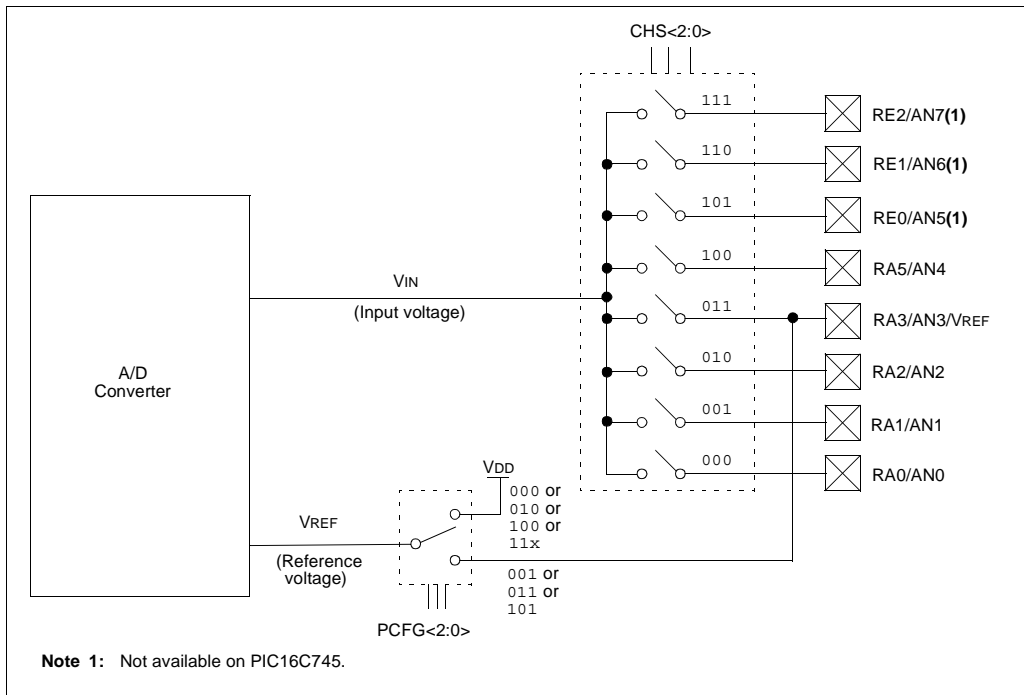 CHS<2:0>
111
RE2/AN7(1)
110
RE1/AN6(1)
101
RE0/AN5(1)
100
RA5/AN4
VIN
(Input voltage)
011
RA3/AN3/VREF
A/D
Converter
010
RA2/AN2
001
RA1/AN1
000
RA0/AN0
VDD
000 or
010 or
100 or
11x
VREF
(Reference
voltage)
001 or
011 or
101
PCFG<2:0>
Note 1: Not available on PIC16C745.